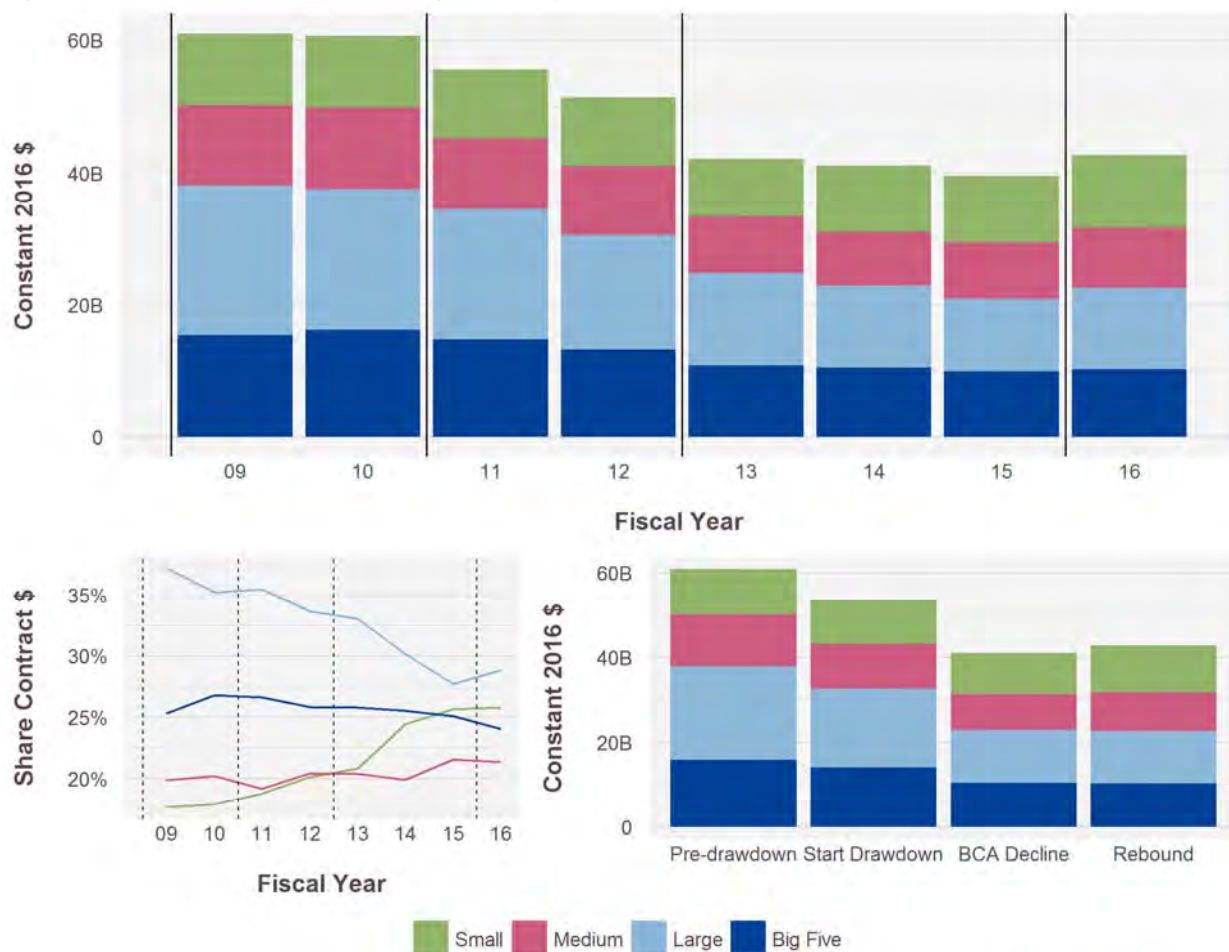 60B
40B
20B
0
Constant 2016 $
09 10 11 12 13 14 15 16
Fiscal Year
35%
30%
25%
20%
Share Contract $
09 10 11 12 13 14 15 16
Fiscal Year
60B
40B
20B
0
Constant 2016 $
Pre-drawdown Start Drawdown BCA Decline Rebound
Small Medium Large Big Five